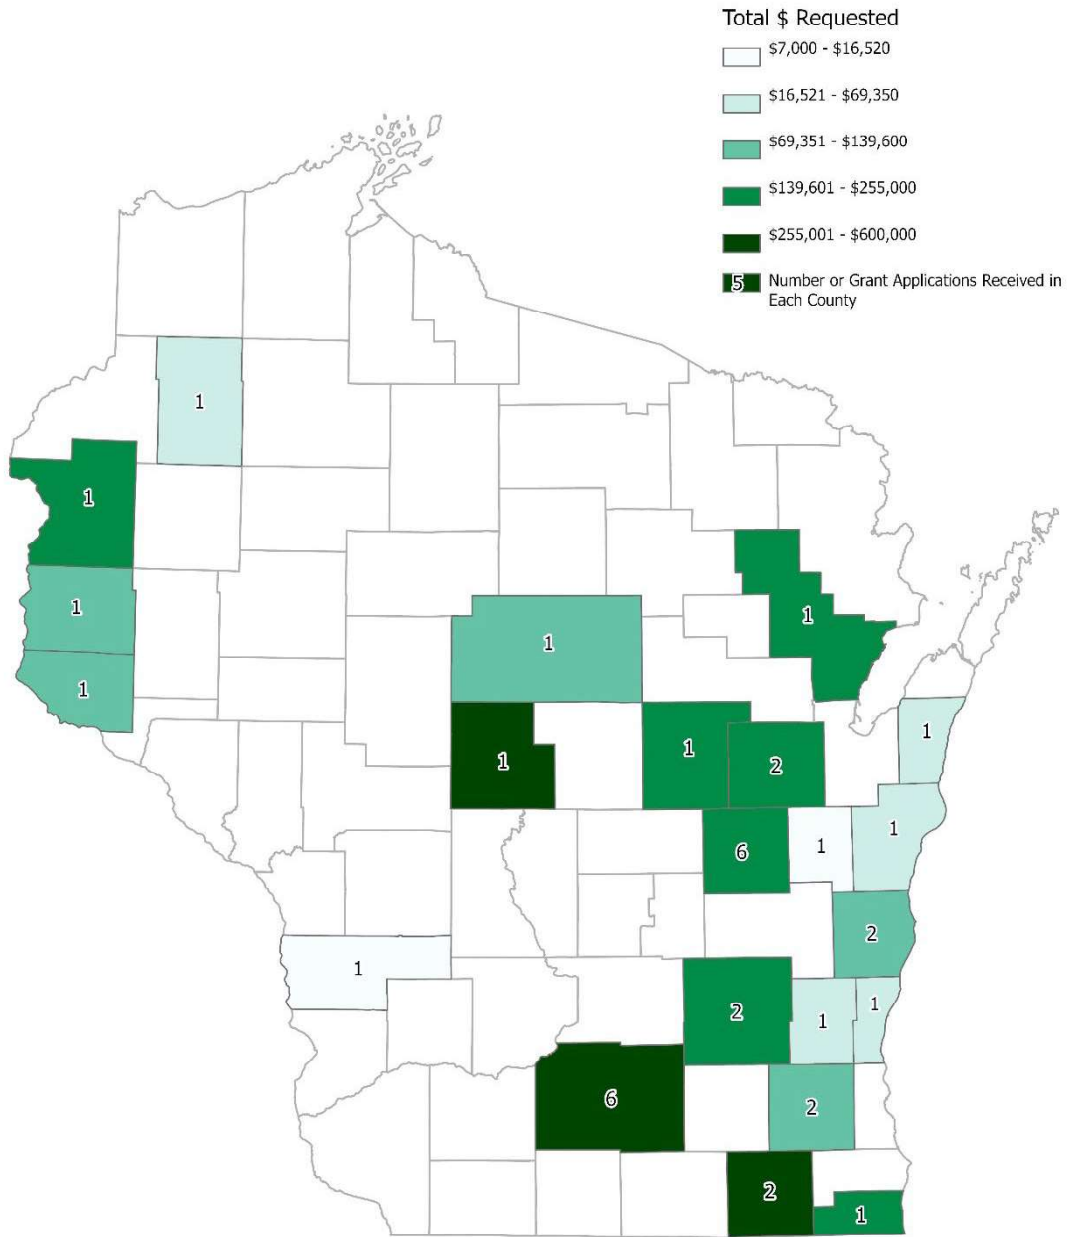 Total $ Requested
$7,000 - $16,520
$16,521 - $69,350
$69,351 - $139,600
$139,601 - $255,000
$255,001 - $600,000
5 Number or Grant Applications Received in
Each County
1
1
1
1
1
1
1
1
1
2
1
6
1
2
1
2
1
1
6
2
2
1